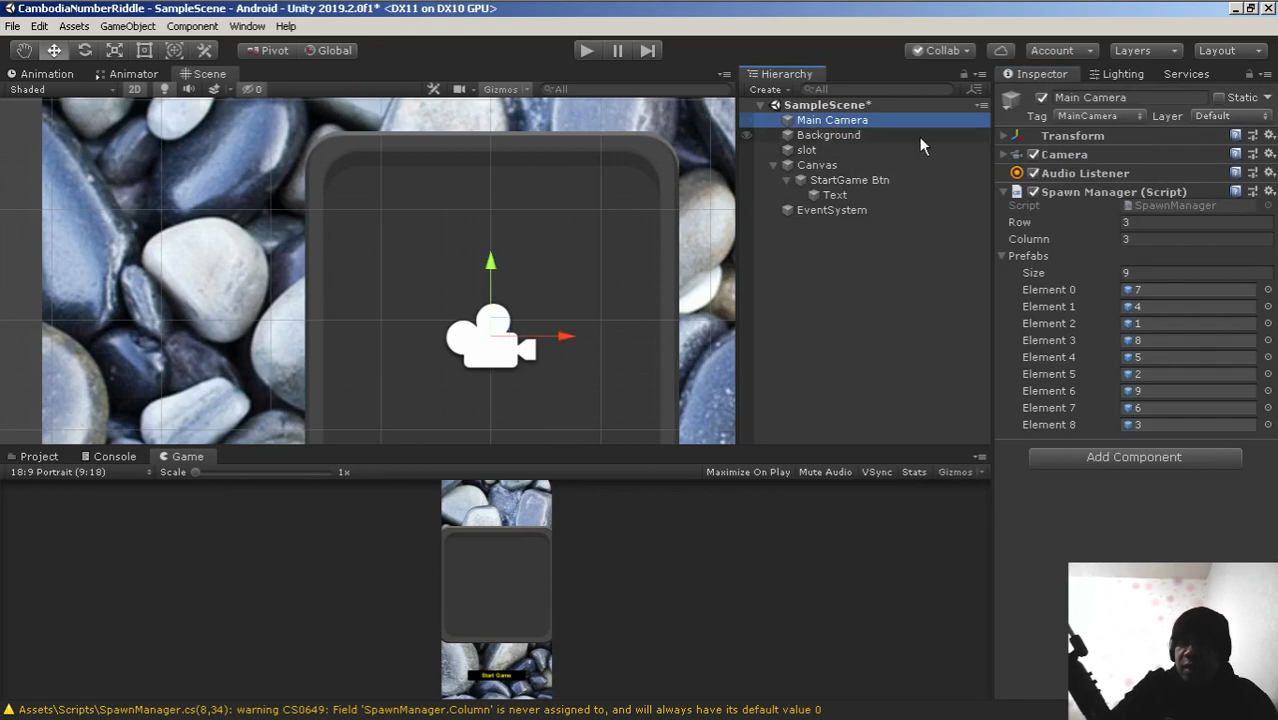 CambodiaNumberRiddle - SampleScene - Android - Unity 2019.2.0f1* <DX11 on DX10 GPU>
File Edit Assets GameObject Component Window Help
Pivot Global Collab Account Layers Layout
Animation Animator Scene
Shaded 2D 0 Gizmos All
Hierarchy
Create All
SampleScene*
Main Camera
Background
slot
Canvas
StartGame Btn
Text
EventSystem
Inspector Lighting Services
Main Camera Static
Tag MainCamera Layer Default
Transform
Camera
Audio Listener
Spawn Manager (Script)
Script SpawnManager
Row 3
Column 3
Prefabs
Size 9
Element 0 7
Element 1 4
Element 2 1
Element 3 8
Element 4 5
Element 5 2
Element 6 9
Element 7 6
Element 8 3
Add Component
Project Console Game
18:9 Portrait (9:18) Scale 1x Maximize On Play Mute Audio VSync Stats Gizmos
Start Game
Assets\Scripts\SpawnManager.cs(8,34): warning CS0649: Field 'SpawnManager.Column' is never assigned to, and will always have its default value 0